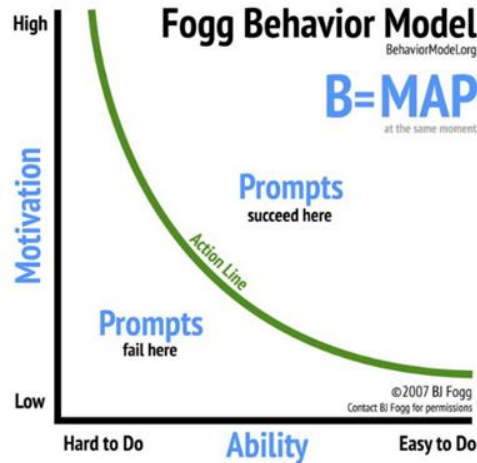 High
Fogg Behavior Model
BehaviorModel.org
B=MAP
at the same moment
Motivation
Prompts
succeed here
Action Line
Prompts
fail here
©2007 BJ Fogg
Contact BJ Fogg for permissions
Low
Hard to Do
Ability
Easy to Do